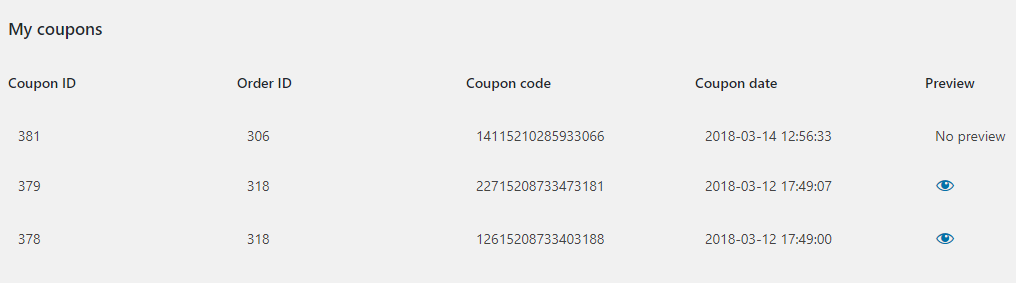 My coupons
Coupon ID Order ID Coupon code Coupon date Preview
381 306 14115210285933066 2018-03-14 12:56:33 No preview
379 318 22715208733473181 2018-03-12 17:49:07
378 318 12615208733403188 2018-03-12 17:49:00